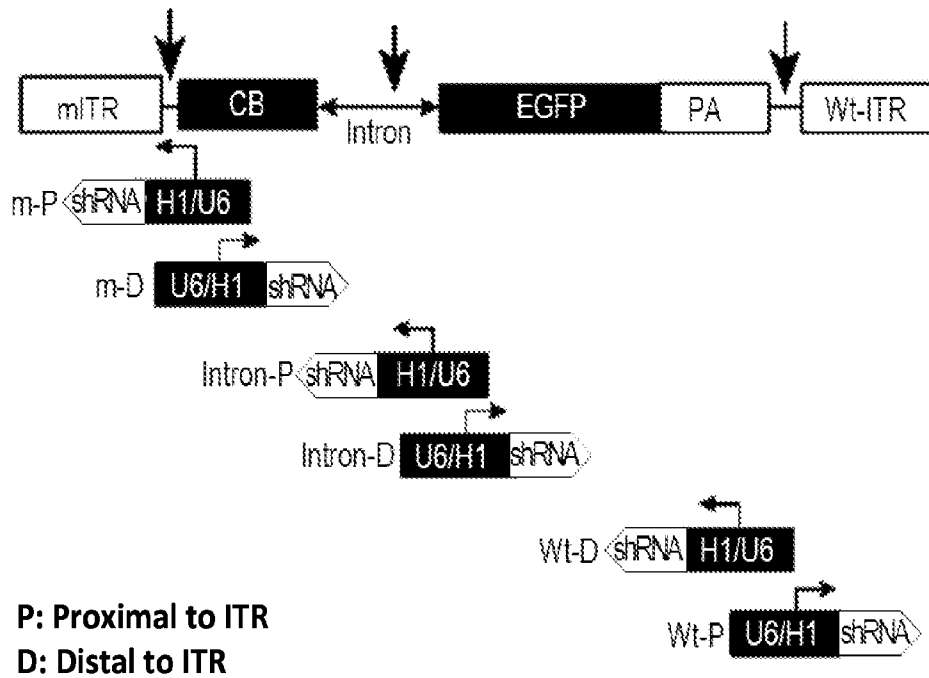 mITR CB Intron EGFP PA Wt-ITR
m-P shRNA H1/U6
m-D U6/H1 shRNA
Intron-P shRNA H1/U6
Intron-D U6/H1 shRNA
Wt-D shRNA H1/U6
Wt-P U6/H1 shRNA
P: Proximal to ITR
D: Distal to ITR